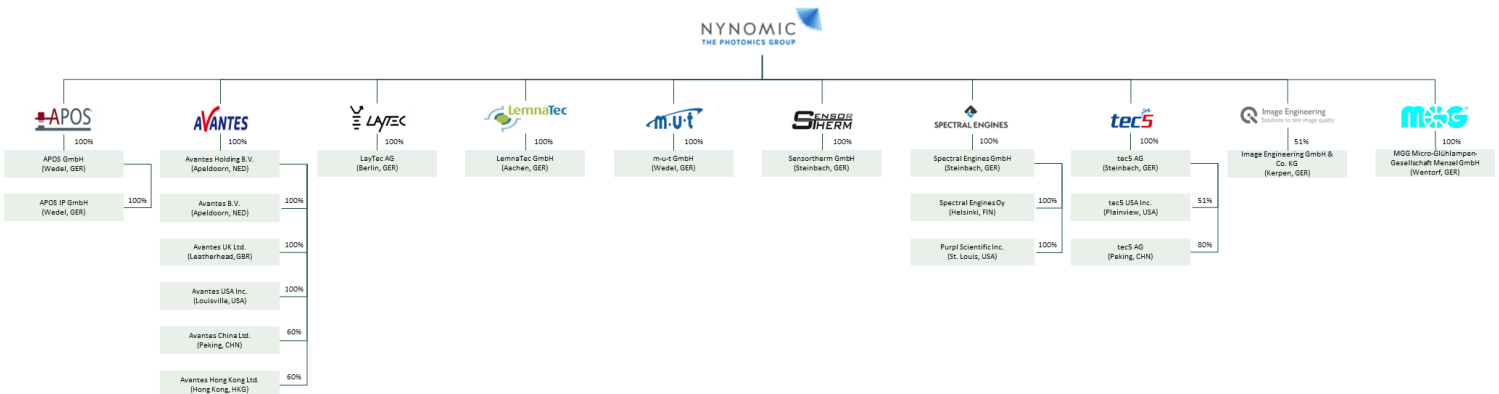 NYNOMIC
THE PHOTONICS GROUP
APOS
AVANTES
LAYTEC
LemnaTec
m·u·t
SENSOR THERM
SPECTRAL ENGINES
tec5
Image Engineering
Solutions to test image quality
MGG
100%
100%
100%
100%
100%
100%
100%
100%
51%
100%
APOS GmbH
(Wedel, GER)
APOS IP GmbH
(Wedel, GER)
100%
Avantes Holding B.V.
(Apeldoorn, NED)
Avantes B.V.
(Apeldoorn, NED)
100%
Avantes UK Ltd.
(Leatherhead, GBR)
100%
Avantes USA Inc.
(Louisville, USA)
100%
Avantes China Ltd.
(Peking, CHN)
60%
Avantes Hong Kong Ltd.
(Hong Kong, HKG)
60%
LayTec AG
(Berlin, GER)
LemnaTec GmbH
(Aachen, GER)
m-u-t GmbH
(Wedel, GER)
Sensortherm GmbH
(Steinbach, GER)
Spectral Engines GmbH
(Steinbach, GER)
Spectral Engines Oy
(Helsinki, FIN)
100%
Purpl Scientific Inc.
(St. Louis, USA)
100%
tec5 AG
(Steinbach, GER)
tec5 USA Inc.
(Plainview, USA)
51%
tec5 AG
(Peking, CHN)
80%
Image Engineering GmbH &
Co. KG
(Kerpen, GER)
MGG Micro-Glühlampen-
Gesellschaft Menzel GmbH
(Wentorf, GER)